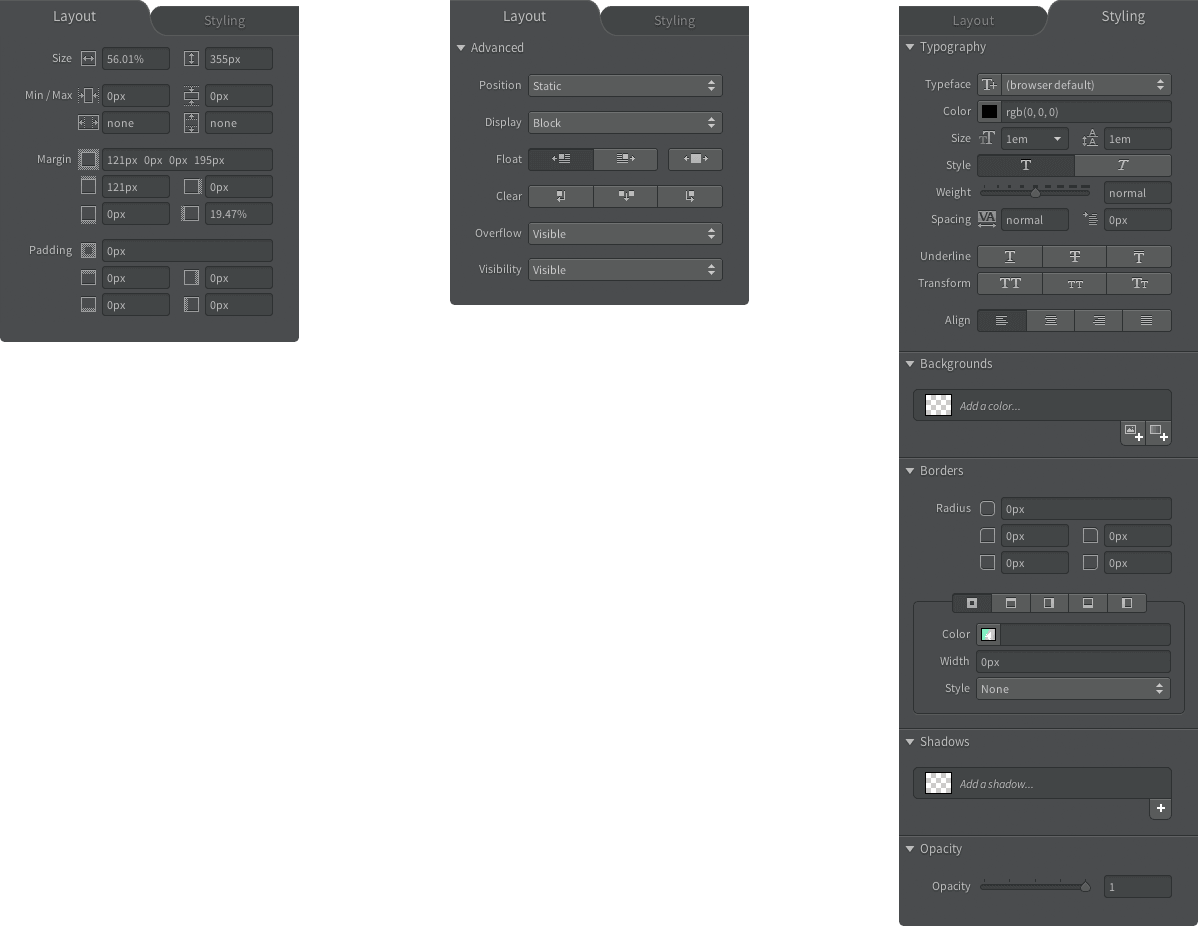 Layout Styling
Size 56.01% 355px
Min / Max 0px 0px
none none
Margin 121px 0px 0px 195px
121px 0px
0px 19.47%
Padding 0px
0px 0px
0px 0px
Layout Styling
Advanced
Position Static
Display Block
Float
Clear
Overflow Visible
Visibility Visible
Layout Styling
Typography
Typeface T+ (browser default)
Color rgb(0, 0, 0)
Size TT 1em AA 1em
Style T T
Weight normal
Spacing VA normal 0px
Underline T T T
Transform TT TT TT
Align
Backgrounds
Add a color...
Borders
Radius 0px
0px 0px
0px 0px
Color
Width 0px
Style None
Shadows
Add a shadow...
Opacity
Opacity 1